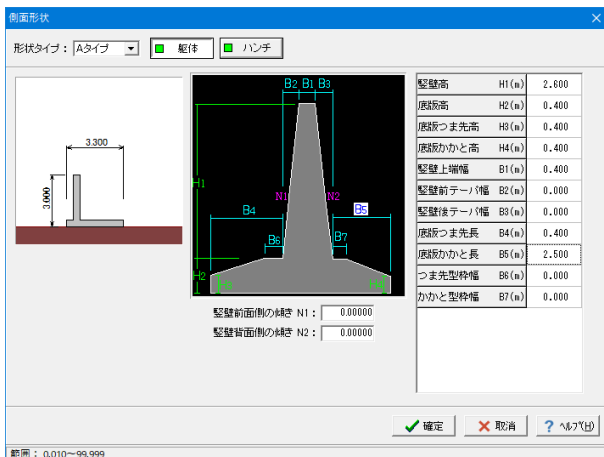 側面形状
形状タイプ： Aタイプ 躯体 ハンチ
3.300
3.000
B2 B1 B3
H1
N1 N2
B4 B5
B6 B7
H2 H3 H4
竪壁前面側の傾き N1： 0.00000
竪壁背面側の傾き N2： 0.00000
竪壁高 H1(m) 2.600
底版高 H2(m) 0.400
底版つま先高 H3(m) 0.400
底版かかと高 H4(m) 0.400
竪壁上端幅 B1(m) 0.400
竪壁前テーパ幅 B2(m) 0.000
竪壁後テーパ幅 B3(m) 0.000
底版つま先長 B4(m) 0.400
底版かかと長 B5(m) 2.500
つま先型枠幅 B6(m) 0.000
かかと型枠幅 B7(m) 0.000
確定 取消 ヘルプ(H)
範囲： 0.010～99.999